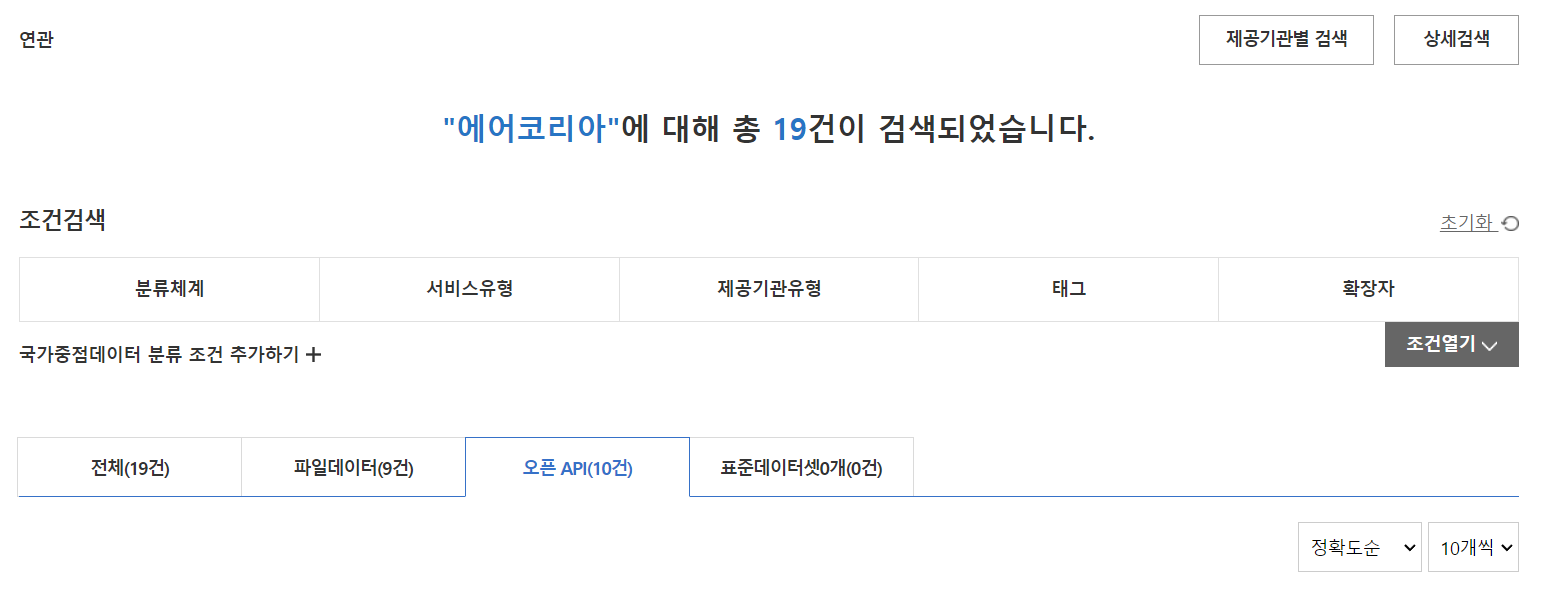 연관
제공기관별 검색
상세검색
"에어코리아"에 대해 총 19건이 검색되었습니다.
조건검색
초기화
분류체계 서비스유형 제공기관유형 태그 확장자
국가중점데이터 분류 조건 추가하기 +
조건열기
전체(19건) 파일데이터(9건) 오픈 API(10건) 표준데이터셋0개(0건)
정확도순 10개씩